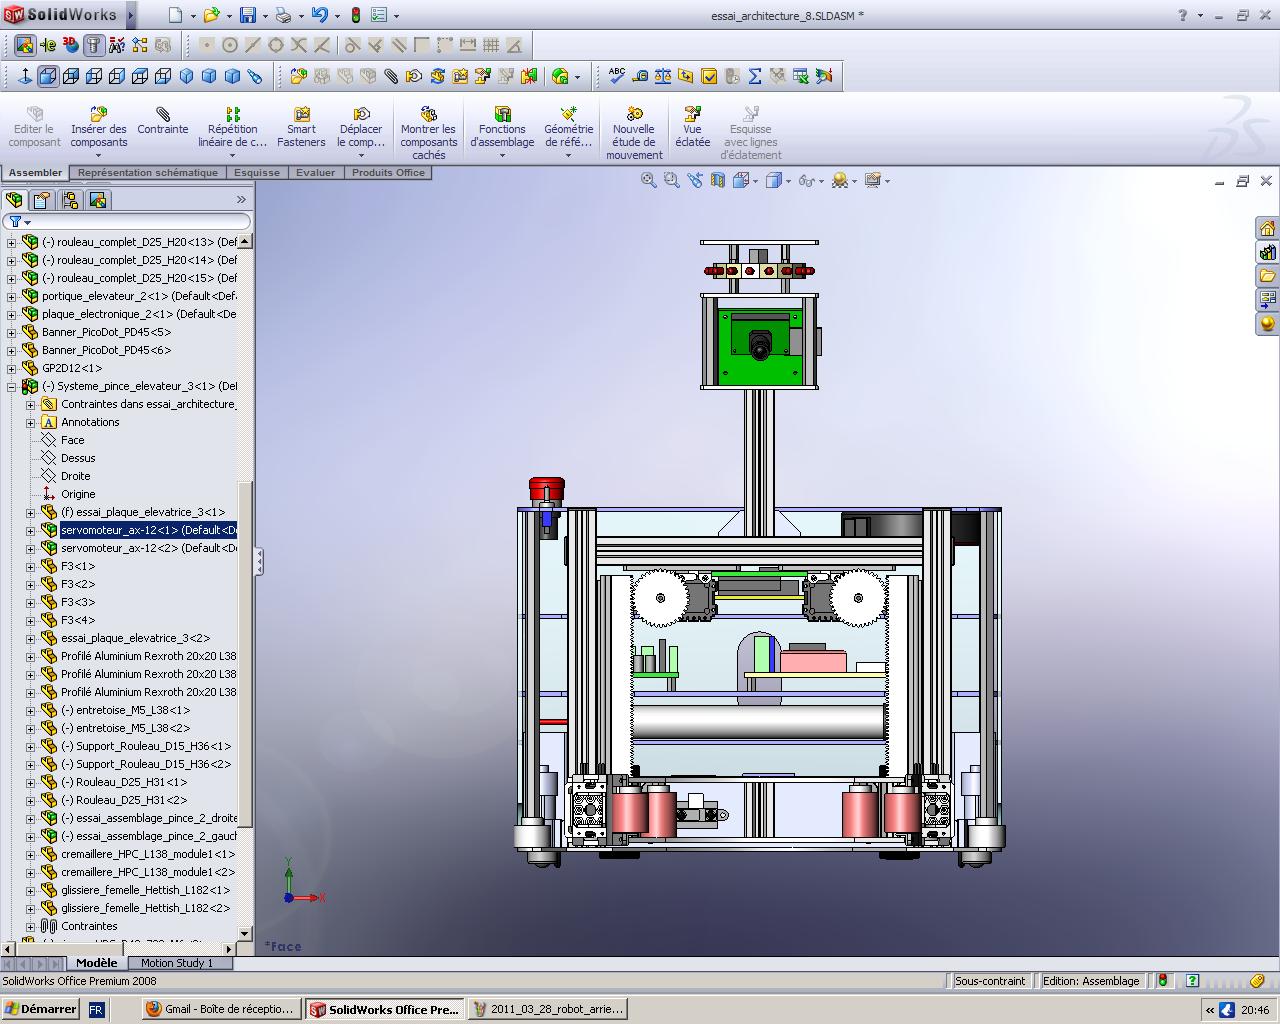 SolidWorks
essai_architecture_8.SLDASM *
Editer le composant
Insérer des composants
Contrainte
Répétition linéaire de c...
Smart Fasteners
Déplacer le comp...
Montrer les composants cachés
Fonctions d'assemblage
Géométrie de réfé...
Nouvelle étude de mouvement
Vue éclatée
Esquisse avec lignes d'éclatement
Assembler
Représentation schématique
Esquisse
Evaluer
Produits Office
(-) rouleau_complet_D25_H20<13> (Def
(-) rouleau_complet_D25_H20<14> (Def
(-) rouleau_complet_D25_H20<15> (Def
portique_elevateur_2<1> (Default<Def
plaque_electronique_2<1> (Default<De
Banner_PicoDot_PD45<5>
Banner_PicoDot_PD45<6>
GP2D12<1>
(-) Systeme_pince_elevateur_3<1> (Def
Contraintes dans essai_architecture_
A Annotations
Face
Dessus
Droite
Origine
(f) essai_plaque_elevatrice_3<1>
servomoteur_ax-12<1> (Default<De
servomoteur_ax-12<2> (Default<De
F3<1>
F3<2>
F3<3>
F3<4>
essai_plaque_elevatrice_3<2>
Profilé Aluminium Rexroth 20x20 L38
Profilé Aluminium Rexroth 20x20 L38
Profilé Aluminium Rexroth 20x20 L38
(-) entretoise_M5_L38<1>
(-) entretoise_M5_L38<2>
(-) Support_Rouleau_D15_H36<1>
(-) Support_Rouleau_D15_H36<2>
(-) Rouleau_D25_H31<1>
(-) Rouleau_D25_H31<2>
(-) essai_assemblage_pince_2_droite
(-) essai_assemblage_pince_2_gauch
cremaillere_HPC_L138_module1<1>
cremaillere_HPC_L138_module1<2>
glissiere_femelle_Hettish_L182<1>
glissiere_femelle_Hettish_L182<2>
Contraintes
Y
X
*Face
Modèle
Motion Study 1
SolidWorks Office Premium 2008
Sous-contraint
Edition: Assemblage
Démarrer
FR
Gmail - Boîte de réceptio...
SolidWorks Office Pre...
2011_03_28_robot_arrie...
20:46